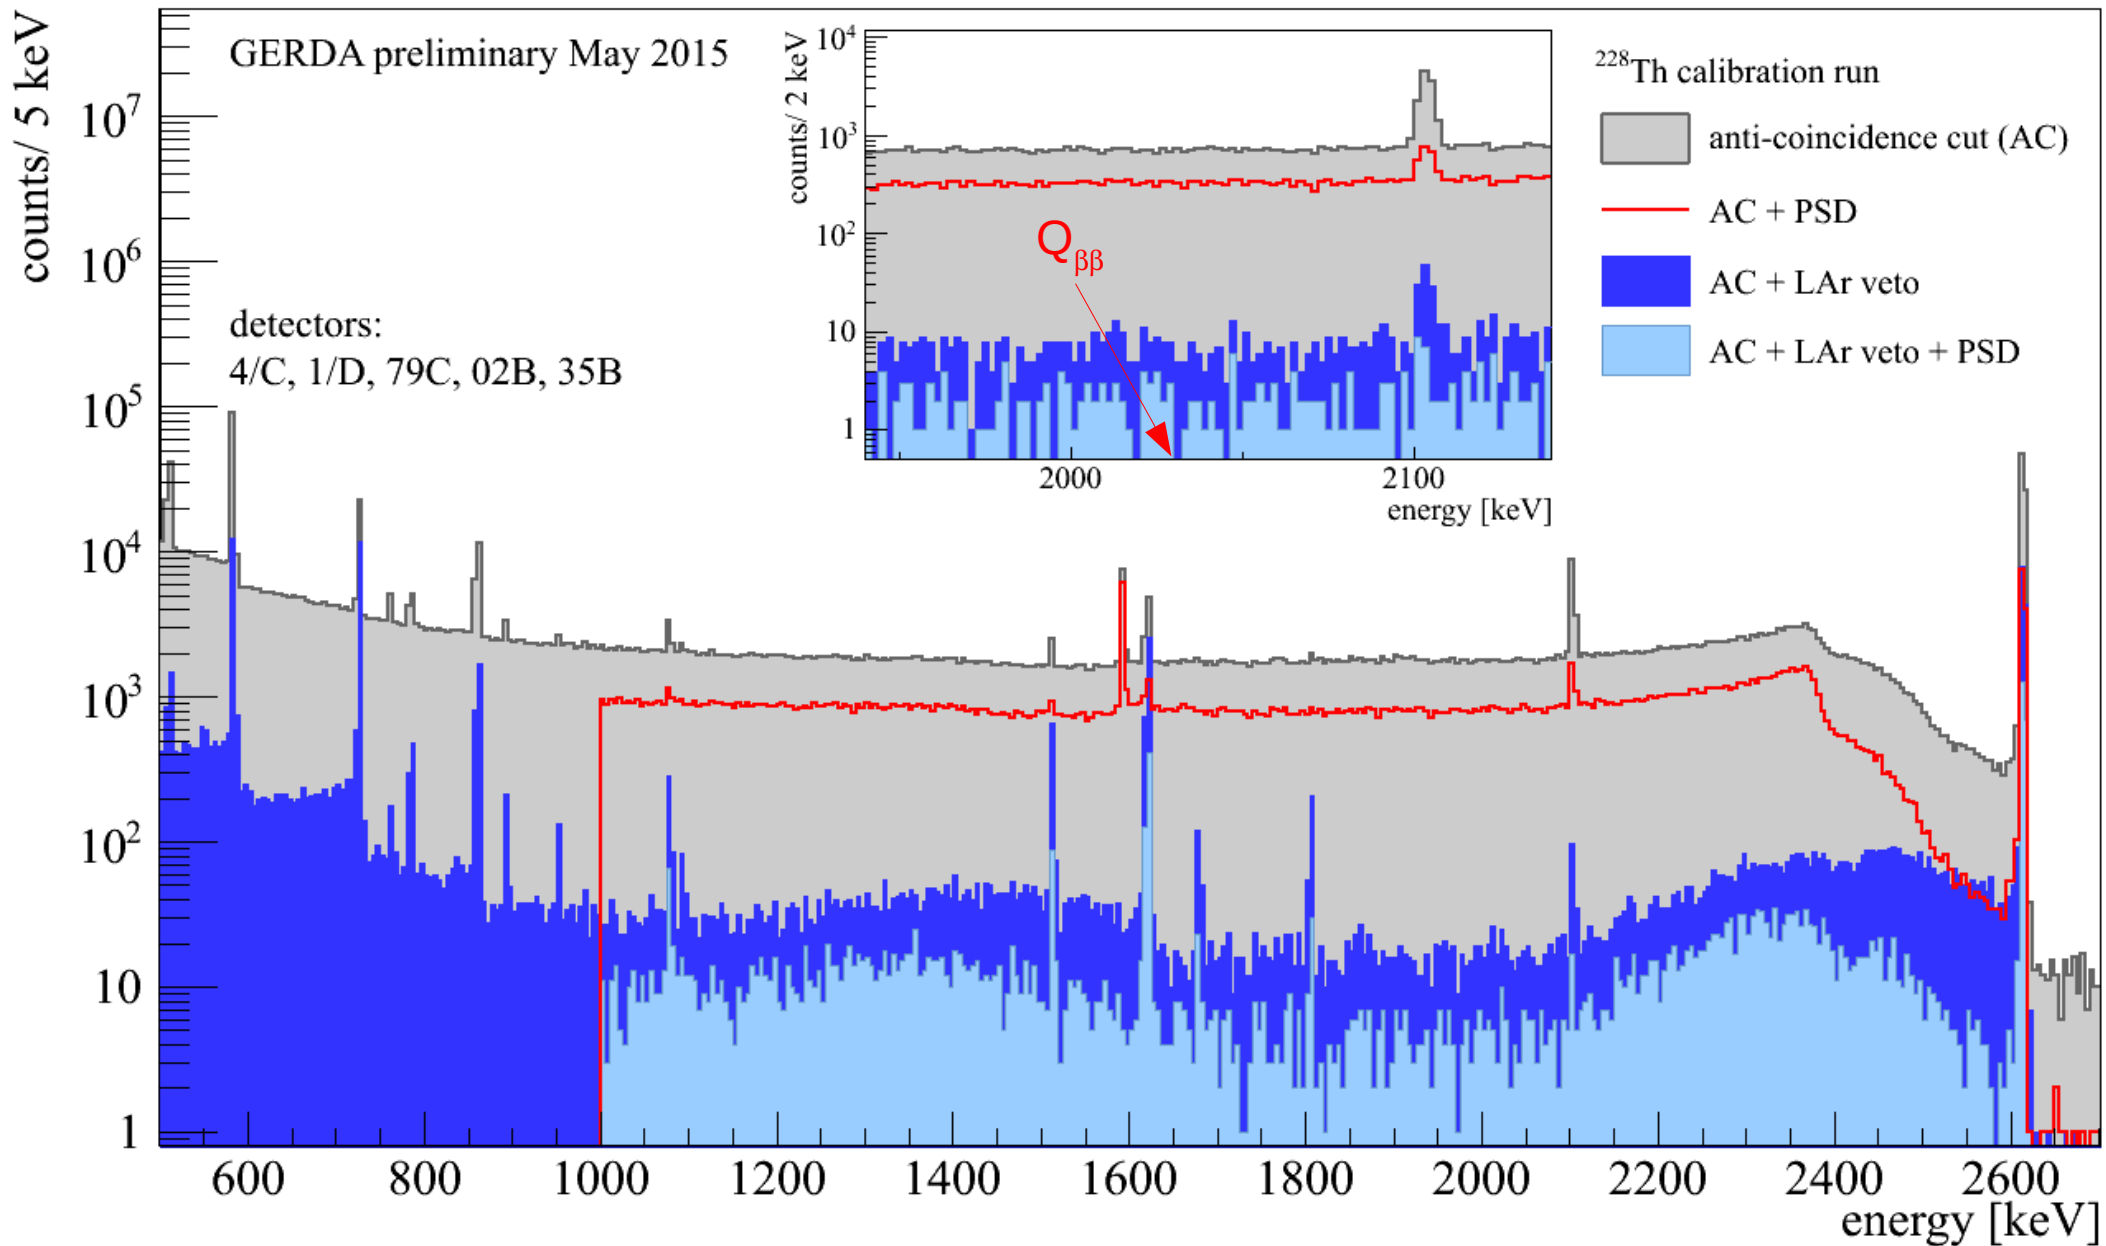 GERDA preliminary May 2015
detectors:
4/C, 1/D, 79C, 02B, 35B
counts/ 5 keV
10⁷
10⁶
10⁵
10⁴
10³
10²
10
1
600 800 1000 1200 1400 1600 1800 2000 2200 2400 2600
energy [keV]
counts/ 2 keV
10⁴
10³
10²
10
1
Qββ
2000 2100
energy [keV]
²²⁸Th calibration run
anti-coincidence cut (AC)
AC + PSD
AC + LAr veto
AC + LAr veto + PSD